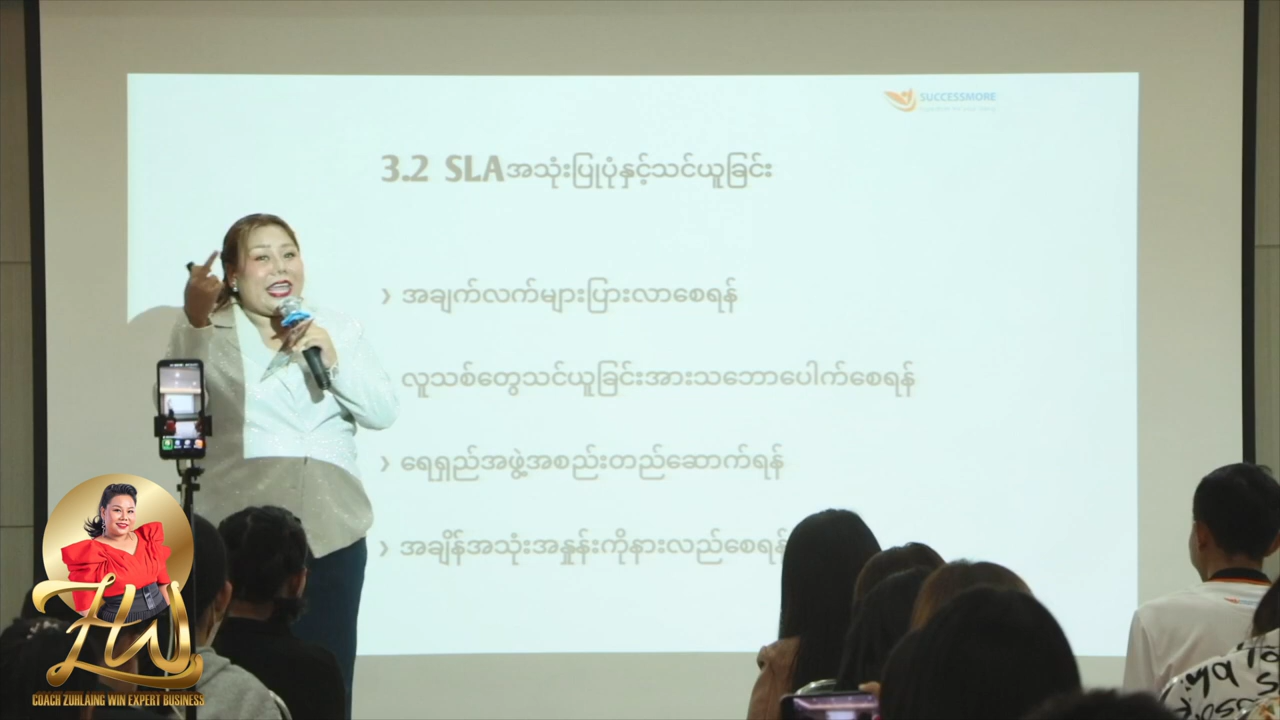 SUCCESSMORE
3.2 SLAအသုံးပြုပုံနှင့်သင်ယူခြင်း
› အချက်လက်များပြားလာစေရန်
လူသစ်တွေသင်ယူခြင်းအားသဘောပေါက်စေရန်
› ရေရှည်အဖွဲ့အစည်းတည်ဆောက်ရန်
› အချိန်အသုံးအနှုန်းကိုနားလည်စေရန်
ZW
COACH ZUHLAING WIN EXPERT BUSINESS